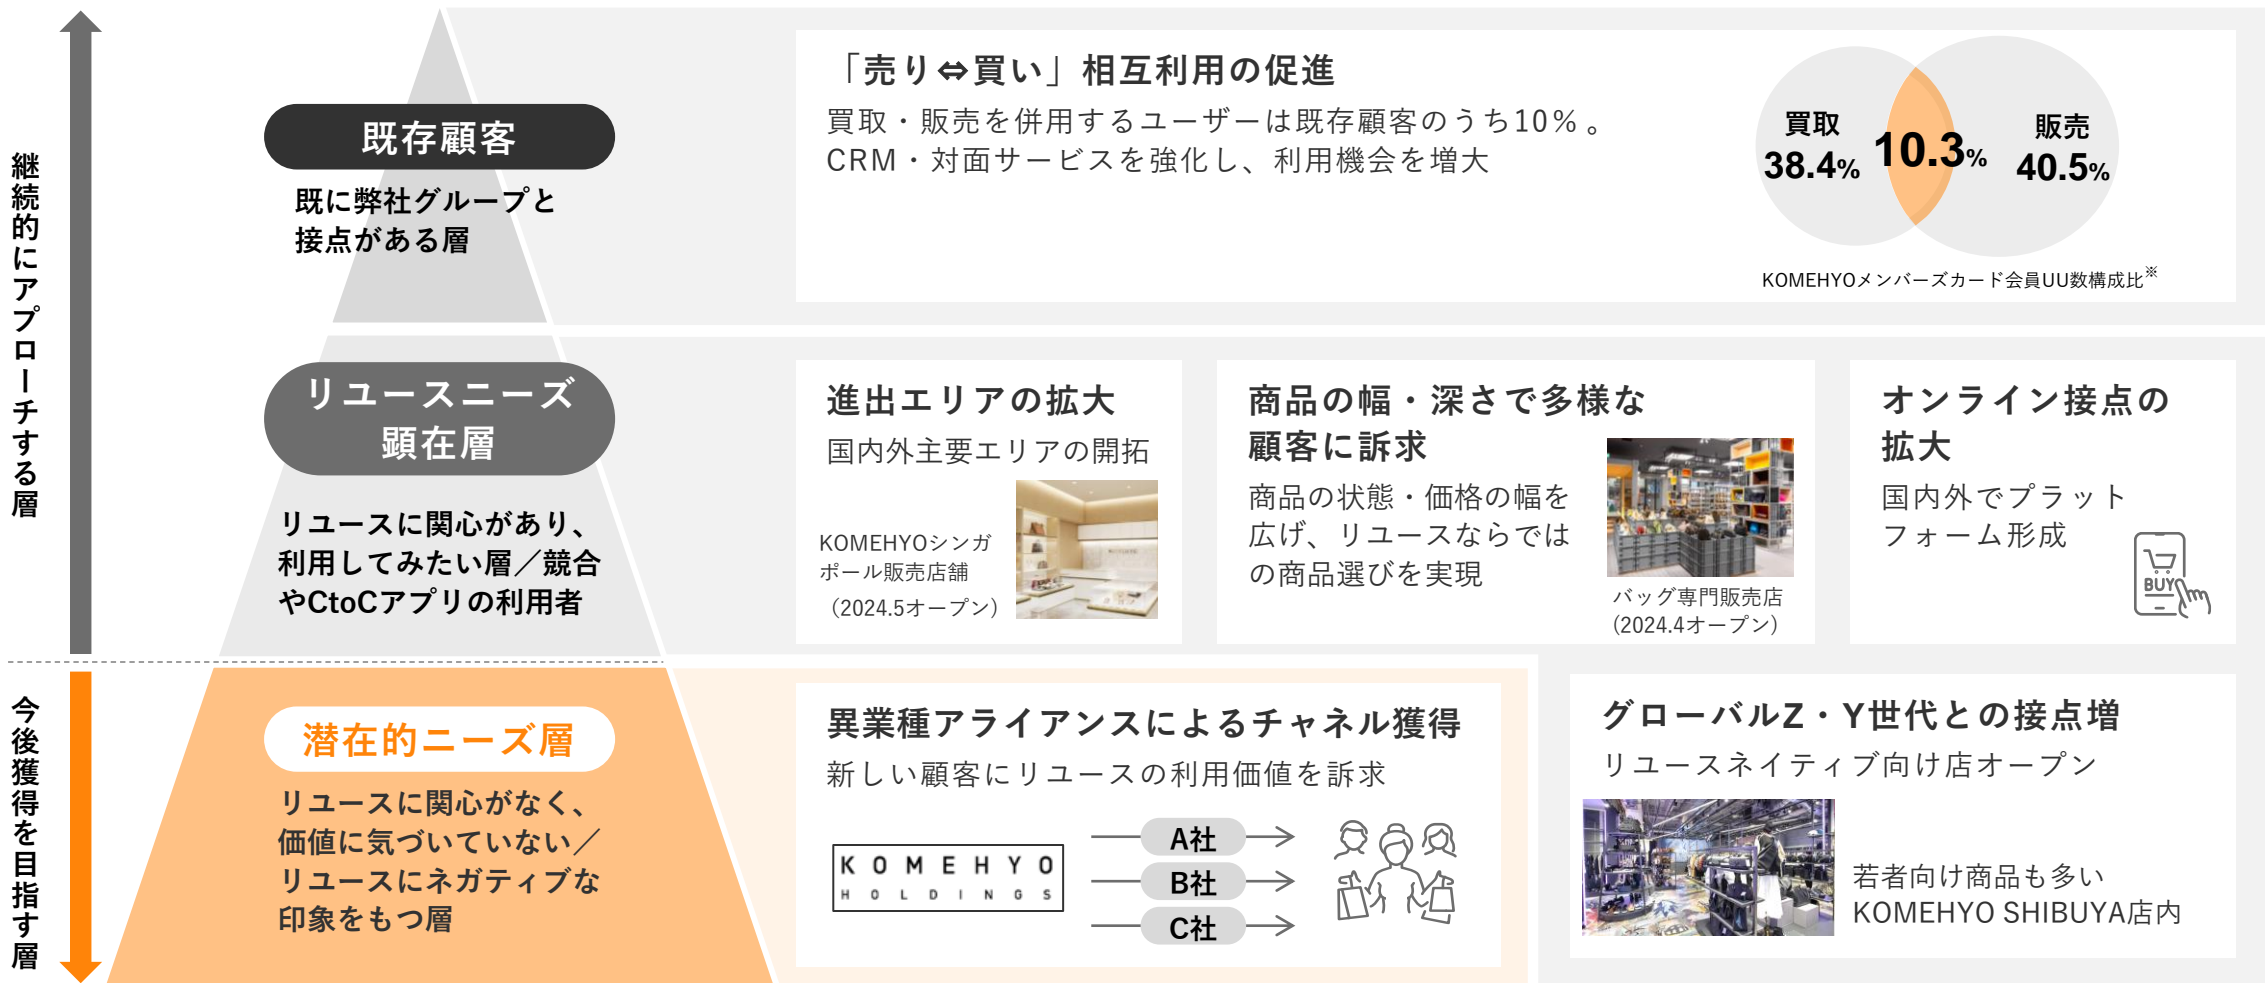 継続的にアプローチする層
既存顧客
既に弊社グループと
接点がある層
「売り⇔買い」相互利用の促進
買取・販売を併用するユーザーは既存顧客のうち10％。
CRM・対面サービスを強化し、利用機会を増大
買取
38.4%
10.3%
販売
40.5%
KOMEHYOメンバーズカード会員UU数構成比※
リユースニーズ
顕在層
リユースに関心があり、
利用してみたい層／競合
やCtoCアプリの利用者
進出エリアの拡大
国内外主要エリアの開拓
KOMEHYOシンガ
ポール販売店舗
（2024.5オープン）
商品の幅・深さで多様な
顧客に訴求
商品の状態・価格の幅を
広げ、リユースならでは
の商品選びを実現
バッグ専門販売店
(2024.4オープン)
オンライン接点の
拡大
国内外でプラット
フォーム形成
BUY
今後獲得を目指す層
潜在的ニーズ層
リユースに関心がなく、
価値に気づいていない／
リユースにネガティブな
印象をもつ層
異業種アライアンスによるチャネル獲得
新しい顧客にリユースの利用価値を訴求
KOMEHYO
HOLDINGS
A社
B社
C社
グローバルZ・Y世代との接点増
リユースネイティブ向け店オープン
若者向け商品も多い
KOMEHYO SHIBUYA店内